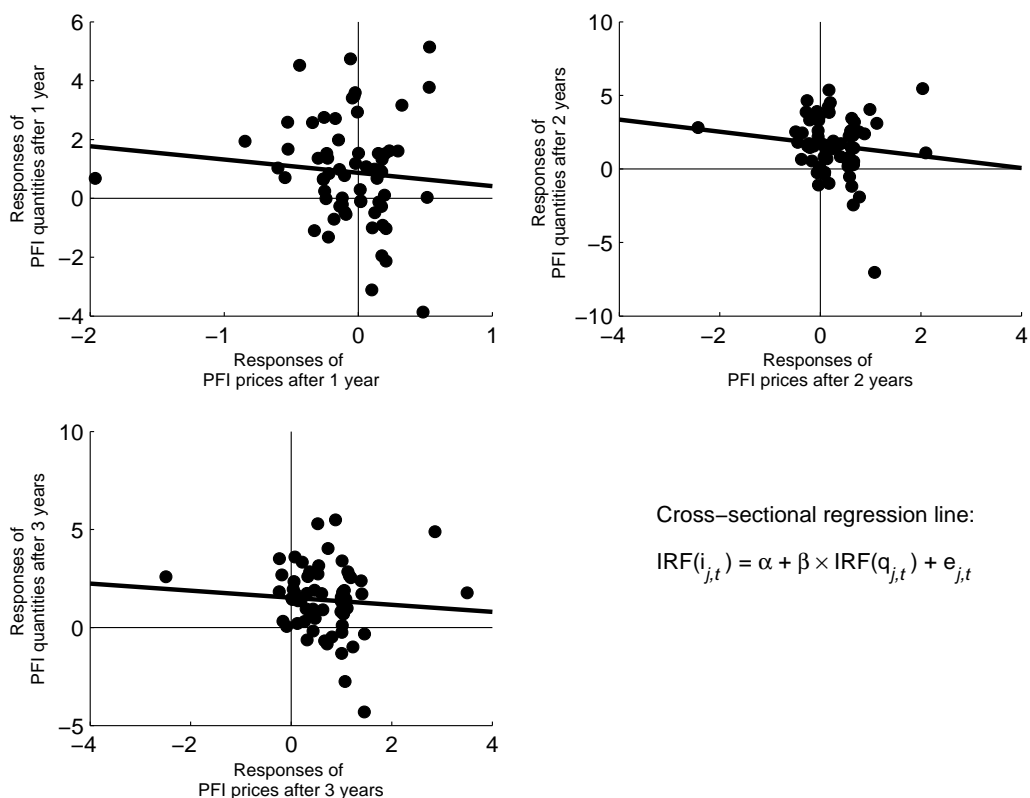 6
4
2
0
−2
−4
−2
−1
0
1
Responses of
PFI quantities after 1 year
Responses of
PFI prices after 1 year
10
5
0
−5
−10
−4
−2
0
2
4
Responses of
PFI quantities after 2 years
Responses of
PFI prices after 2 years
10
5
0
−5
−4
−2
0
2
4
Responses of
PFI quantities after 3 years
Responses of
PFI prices after 3 years
Cross−sectional regression line:
IRF(i_{j,t}) = α + β × IRF(q_{j,t}) + e_{j,t}